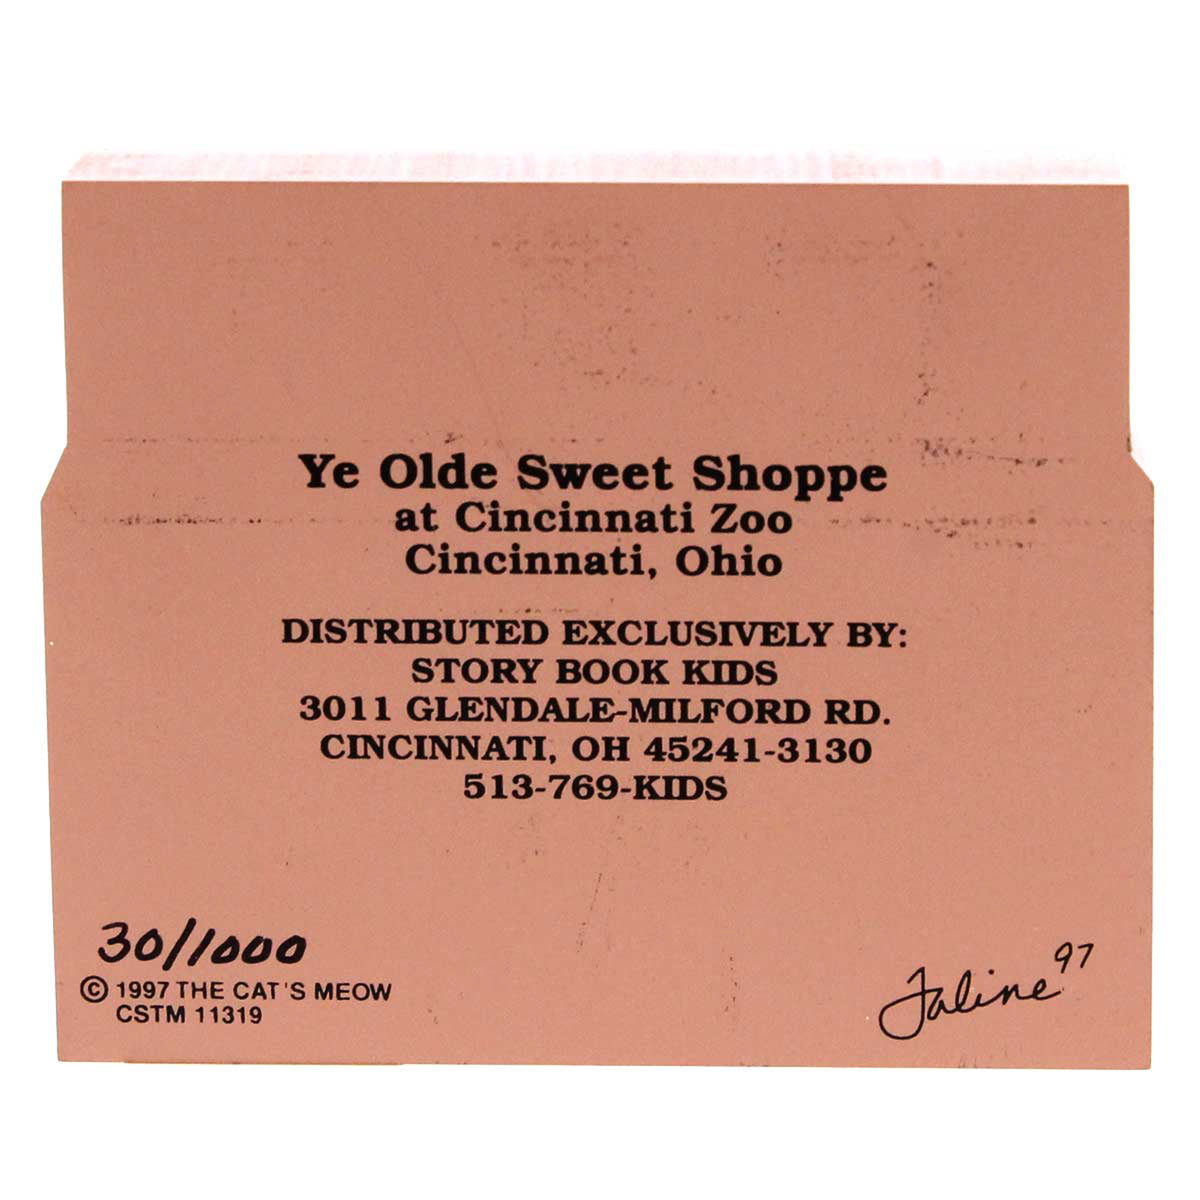 Ye Olde Sweet Shoppe
at Cincinnati Zoo
Cincinnati, Ohio
DISTRIBUTED EXCLUSIVELY BY:
STORY BOOK KIDS
3011 GLENDALE-MILFORD RD.
CINCINNATI, OH 45241-3130
513-769-KIDS
30/1000
© 1997 THE CAT'S MEOW
CSTM 11319
Faline 97